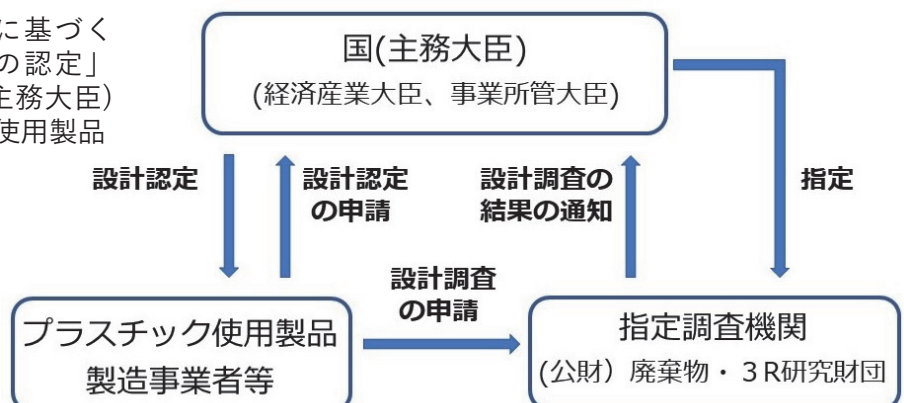 に基づく
の認定」
主務大臣)
使用製品
国(主務大臣)
(経済産業大臣、事業所管大臣)
設計認定
設計認定
の申請
設計調査の
結果の通知
指定
設計調査
の申請
プラスチック使用製品
製造事業者等
指定調査機関
(公財）廃棄物・３R研究財団